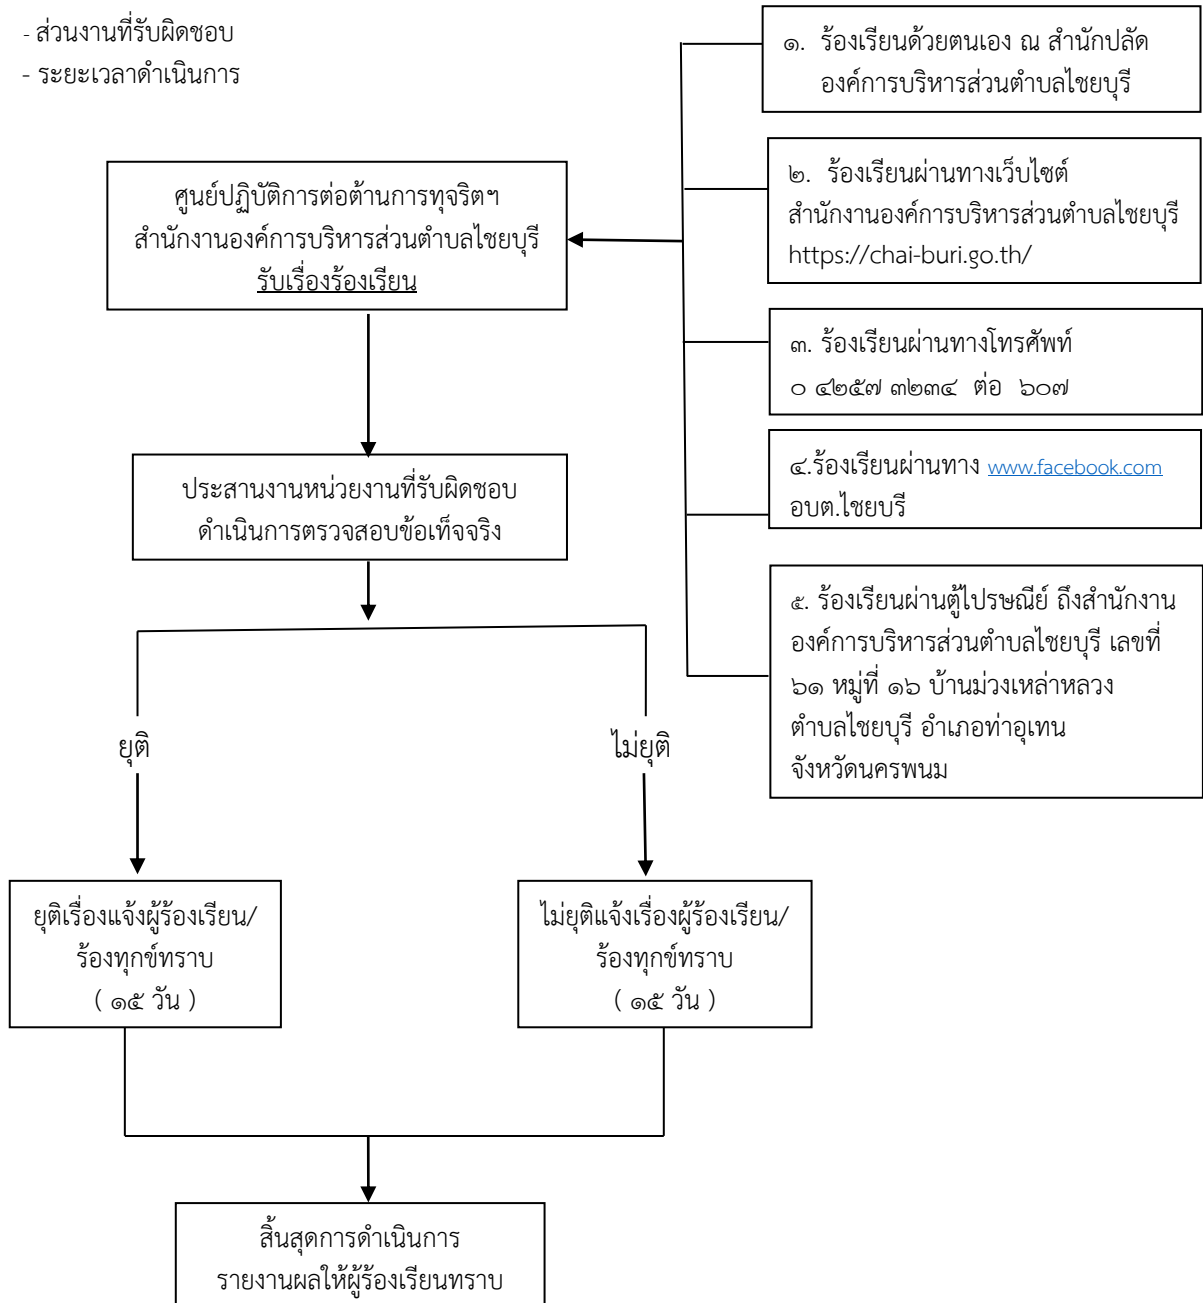 - ส่วนงานที่รับผิดชอบ
- ระยะเวลาดำเนินการ
๑. ร้องเรียนด้วยตนเอง ณ สำนักปลัด
องค์การบริหารส่วนตำบลไชยบุรี
๒. ร้องเรียนผ่านทางเว็บไซต์
สำนักงานองค์การบริหารส่วนตำบลไชยบุรี
https://chai-buri.go.th/
ศูนย์ปฏิบัติการต่อต้านการทุจริตฯ
สำนักงานองค์การบริหารส่วนตำบลไชยบุรี
รับเรื่องร้องเรียน
๓. ร้องเรียนผ่านทางโทรศัพท์
๐ ๔๒๕๗ ๓๒๓๔ ต่อ ๖๐๗
๔.ร้องเรียนผ่านทาง www.facebook.com
อบต.ไชยบรี
ประสานงานหน่วยงานที่รับผิดชอบ
ดำเนินการตรวจสอบข้อเท็จจริง
๕. ร้องเรียนผ่านตู้ไปรษณีย์ ถึงสำนักงาน
องค์การบริหารส่วนตำบลไชยบุรี เลขที่
๖๑ หมู่ที่ ๑๖ บ้านม่วงเหล่าหลวง
ตำบลไชยบุรี อำเภอท่าอุเทน
จังหวัดนครพนม
ยุติ
ไม่ยุติ
ยุติเรื่องแจ้งผู้ร้องเรียน/
ร้องทุกข์ทราบ
( ๑๕ วัน )
ไม่ยุติแจ้งเรื่องผู้ร้องเรียน/
ร้องทุกข์ทราบ
( ๑๕ วัน )
สิ้นสุดการดำเนินการ
รายงานผลให้ผู้ร้องเรียนทราบ